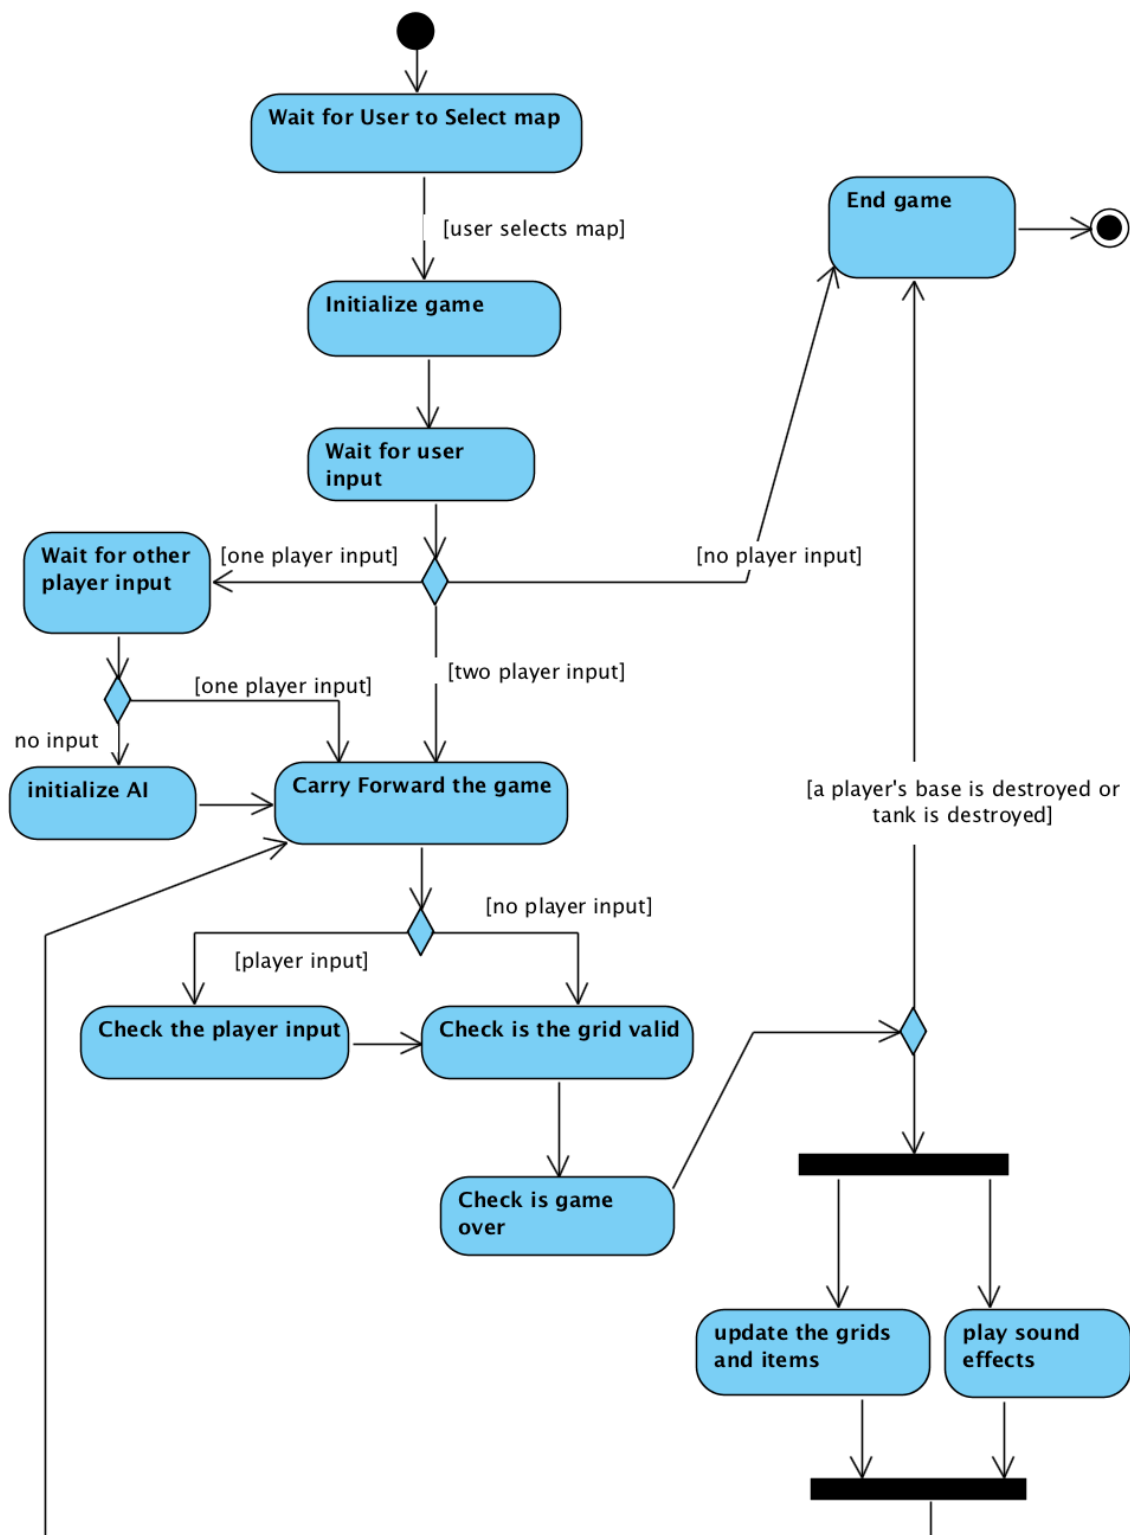 Wait for User to Select map
[user selects map]
End game
Initialize game
Wait for user
input
Wait for other
player input
[one player input]
[no player input]
[two player input]
[one player input]
no input
initialize AI
Carry Forward the game
[a player's base is destroyed or
tank is destroyed]
[no player input]
[player input]
Check the player input
Check is the grid valid
Check is game
over
update the grids
and items
play sound
effects